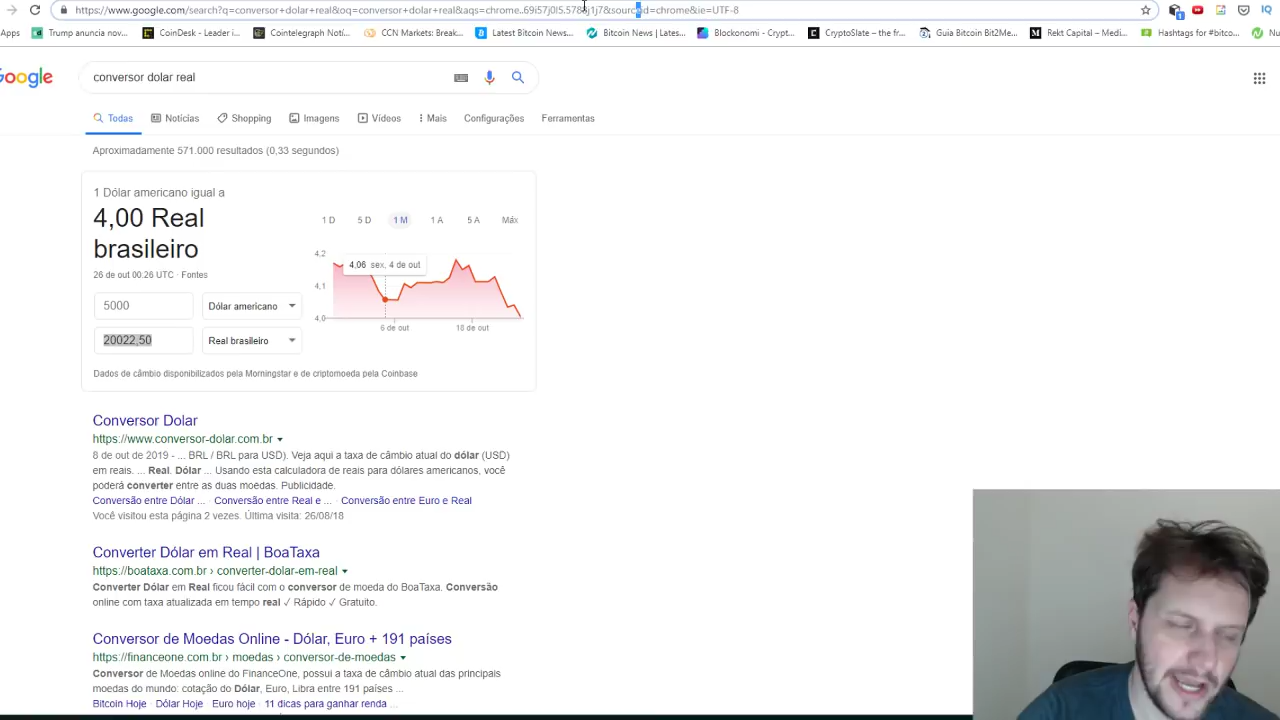 https://www.google.com/search?q=conversor+dolar+real&oq=conversor+dolar+real&aqs=chrome..69i57j0l5.578
j1j7&sourc
d=chrome&ie=UTF-8
Apps
Trump anuncia nov...
CoinDesk - Leader i...
Cointelegraph Notí...
CCN Markets: Break...
Latest Bitcoin News...
Bitcoin News | Lates...
Blockonomi - Crypt...
CryptoSlate – the fr...
Guia Bitcoin Bit2Me...
Rekt Capital – Mediu...
Hashtags for #bitco...
Nu
Google
conversor dolar real
Todas
Notícias
Shopping
Imagens
Vídeos
Mais
Configurações
Ferramentas
Aproximadamente 571.000 resultados (0,33 segundos)
1 Dólar americano igual a
4,00 Real
brasileiro
26 de out 00:26 UTC · Fontes
1 D
5 D
1 M
1 A
5 A
Máx
4,2
4,06 sex, 4 de out
4,1
4,0
6 de out
18 de out
5000
Dólar americano
20022,50
Real brasileiro
Dados de câmbio disponibilizados pela Morningstar e de criptomoeda pela Coinbase
Conversor Dolar
https://www.conversor-dolar.com.br
8 de out de 2019 - ... BRL / BRL para USD). Veja aqui a taxa de câmbio atual do dólar (USD)
em reais. ... Real. Dólar ... Usando esta calculadora de reais para dólares americanos, você
poderá converter entre as duas moedas. Publicidade.
Conversão entre Dólar ... · Conversão entre Real e ... · Conversão entre Euro e Real
Você visitou esta página 2 vezes. Última visita: 26/08/18
Converter Dólar em Real | BoaTaxa
https://boataxa.com.br › converter-dolar-em-real
Converter Dólar em Real ficou fácil com o conversor de moeda do BoaTaxa. Conversão
online com taxa atualizada em tempo real ✓ Rápido ✓ Gratuito.
Conversor de Moedas Online - Dólar, Euro + 191 países
https://financeone.com.br › moedas › conversor-de-moedas
Conversor de Moedas online do FinanceOne, possui a taxa de câmbio atual das principais
moedas do mundo: cotação do Dólar, Euro, Libra entre 191 países ...
Bitcoin Hoje · Dólar Hoje · Euro hoje · 11 dicas para ganhar renda ...